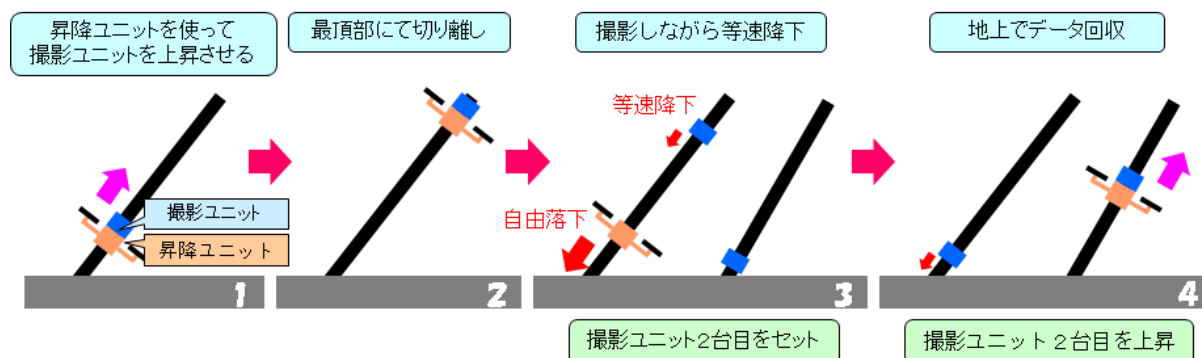 昇降ユニットを使って
撮影ユニットを上昇させる
最頂部にて切り離し
撮影しながら等速降下
地上でデータ回収
撮影ユニット
昇降ユニット
等速降下
自由落下
1
2
3
4
撮影ユニット2台目をセット
撮影ユニット２台目を上昇